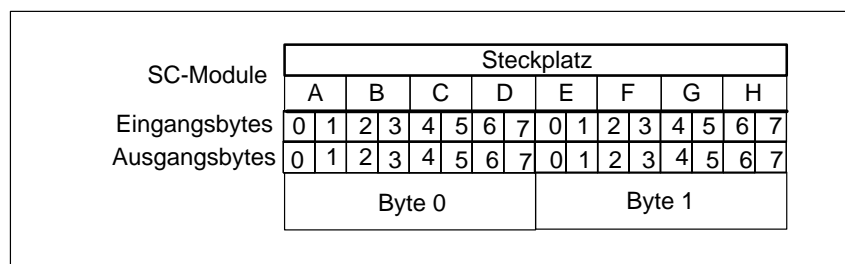 Steckplatz
SC-Module
A B C D E F G H
Eingangsbytes 0 1 2 3 4 5 6 7 0 1 2 3 4 5 6 7
Ausgangsbytes 0 1 2 3 4 5 6 7 0 1 2 3 4 5 6 7
Byte 0 Byte 1